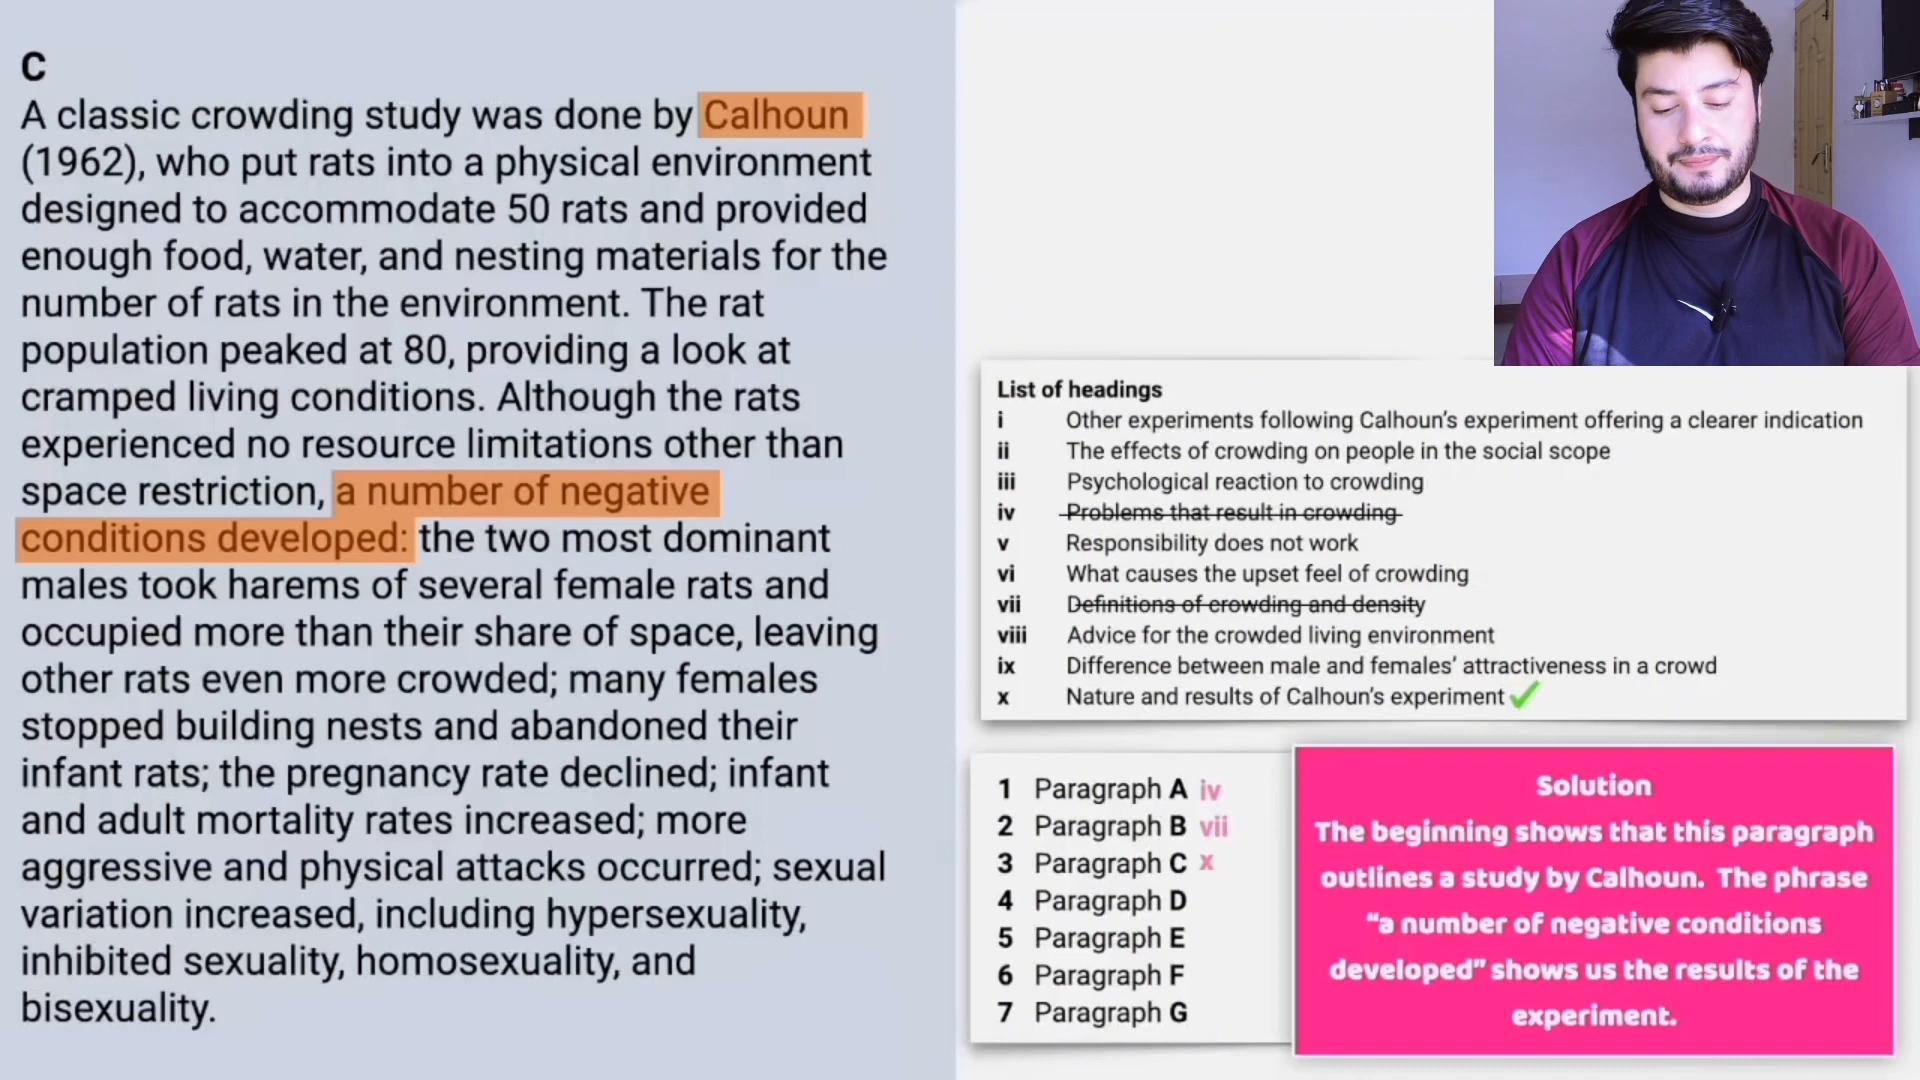 C
A classic crowding study was done by Calhoun
(1962), who put rats into a physical environment
designed to accommodate 50 rats and provided
enough food, water, and nesting materials for the
number of rats in the environment. The rat
population peaked at 80, providing a look at
cramped living conditions. Although the rats
experienced no resource limitations other than
space restriction, a number of negative
conditions developed: the two most dominant
males took harems of several female rats and
occupied more than their share of space, leaving
other rats even more crowded; many females
stopped building nests and abandoned their
infant rats; the pregnancy rate declined; infant
and adult mortality rates increased; more
aggressive and physical attacks occurred; sexual
variation increased, including hypersexuality,
inhibited sexuality, homosexuality, and
bisexuality.
List of headings
i Other experiments following Calhoun's experiment offering a clearer indication
ii The effects of crowding on people in the social scope
iii Psychological reaction to crowding
iv Problems that result in crowding
v Responsibility does not work
vi What causes the upset feel of crowding
vii Definitions of crowding and density
viii Advice for the crowded living environment
ix Difference between male and females' attractiveness in a crowd
x Nature and results of Calhoun's experiment
1 Paragraph A iv
2 Paragraph B vii
3 Paragraph C x
4 Paragraph D
5 Paragraph E
6 Paragraph F
7 Paragraph G
Solution
The beginning shows that this paragraph
outlines a study by Calhoun. The phrase
“a number of negative conditions
developed” shows us the results of the
experiment.